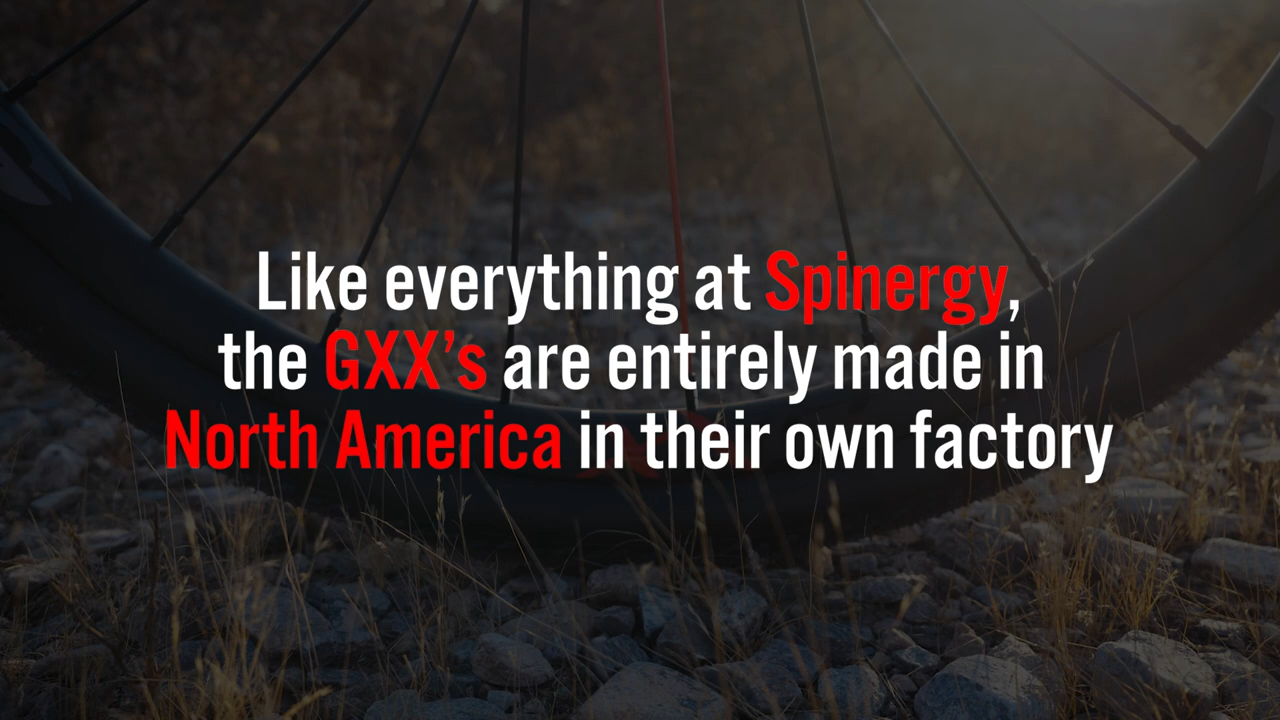 Like everything at Spinergy,
the GXX’s are entirely made in
North America in their own factory